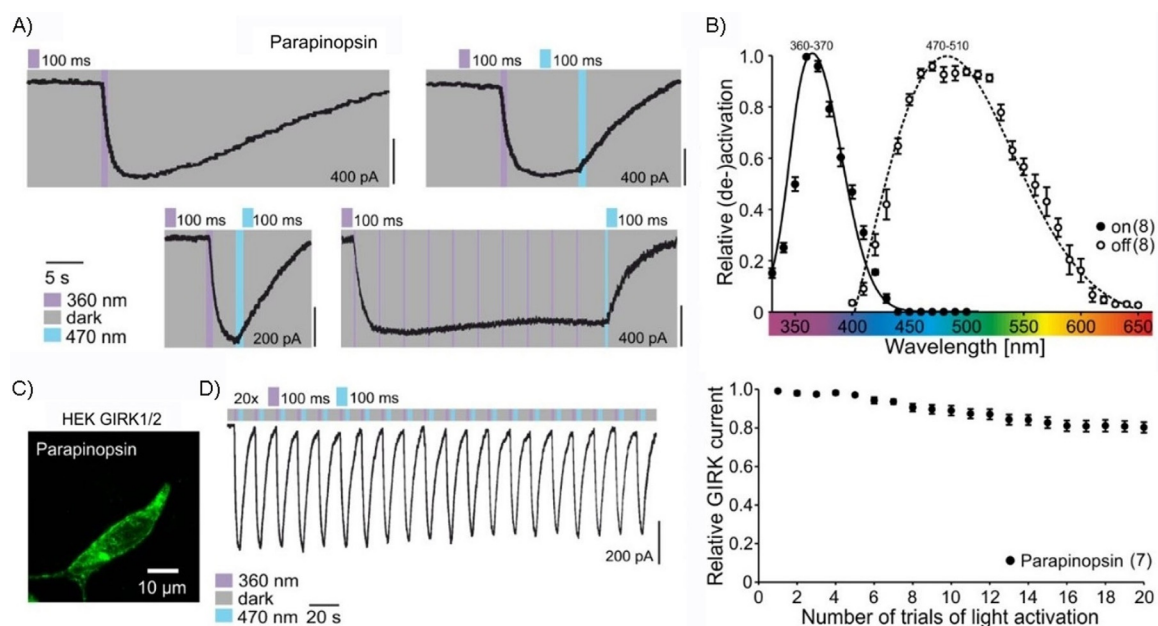 A)
Parapinopsin
100 ms
400 pA
100 ms 100 ms
400 pA
100 ms 100 ms
200 pA
100 ms 100 ms
400 pA
5 s
360 nm
dark
470 nm
B)
360-370 470-510
1.0
0.8
0.6
0.4
0.2
0
Relative (de-)activation
on (8)
off (8)
350 400 450 500 550 600 650
Wavelength [nm]
C)
HEK GIRK1/2
Parapinopsin
10 µm
D)
20x 100 ms 100 ms
200 pA
360 nm
dark
470 nm
20 s
1.0
0.8
0.6
0.4
0.2
0
Relative GIRK current
Parapinopsin (7)
0 2 4 6 8 10 12 14 16 18 20
Number of trials of light activation